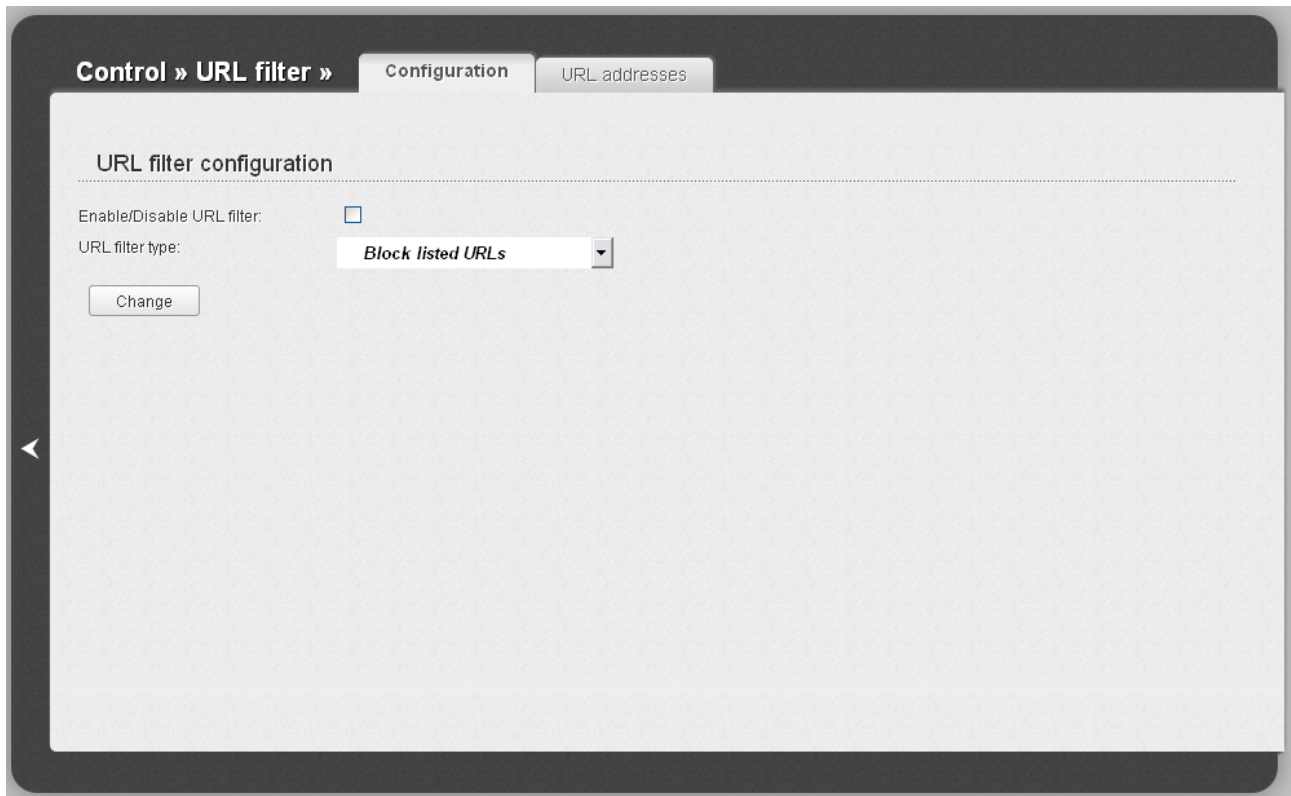 Control » URL filter » Configuration URL addresses
URL filter configuration
Enable/Disable URL filter:
URL filter type: Block listed URLs
Change